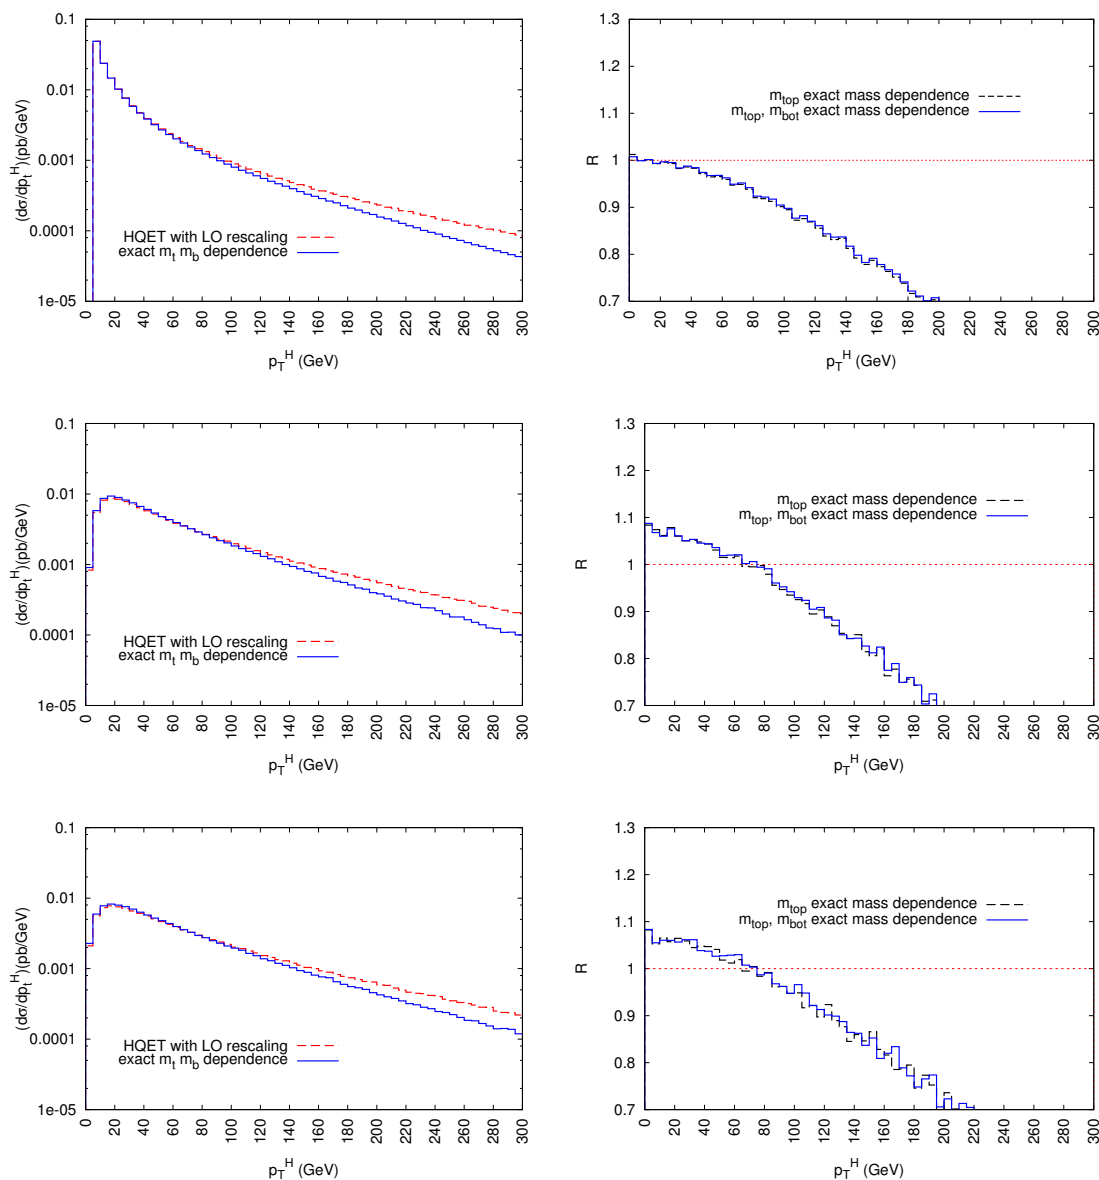 0.1
0.01
0.001
0.0001
1e-05
(dσ/dp_t^H)(pb/GeV)
HQET with LO rescaling
exact m_t m_b dependence
0 20 40 60 80 100 120 140 160 180 200 220 240 260 280 300
p_T^H (GeV)
1.3
1.2
1.1
1
0.9
0.8
0.7
R
m_top exact mass dependence
m_top, m_bot exact mass dependence
0 20 40 60 80 100 120 140 160 180 200 220 240 260 280 300
p_T^H (GeV)
0.1
0.01
0.001
0.0001
1e-05
(dσ/dp_t^H)(pb/GeV)
HQET with LO rescaling
exact m_t m_b dependence
0 20 40 60 80 100 120 140 160 180 200 220 240 260 280 300
p_T^H (GeV)
1.3
1.2
1.1
1
0.9
0.8
0.7
R
m_top exact mass dependence
m_top, m_bot exact mass dependence
0 20 40 60 80 100 120 140 160 180 200 220 240 260 280 300
p_T^H (GeV)
0.1
0.01
0.001
0.0001
1e-05
(dσ/dp_t^H)(pb/GeV)
HQET with LO rescaling
exact m_t m_b dependence
0 20 40 60 80 100 120 140 160 180 200 220 240 260 280 300
p_T^H (GeV)
1.3
1.2
1.1
1
0.9
0.8
0.7
R
m_top exact mass dependence
m_top, m_bot exact mass dependence
0 20 40 60 80 100 120 140 160 180 200 220 240 260 280 300
p_T^H (GeV)